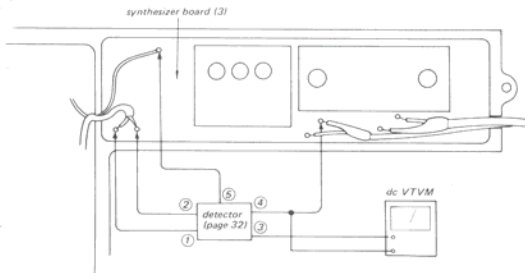 synthesizer board (3)
⑤
② ④
detector
(page 32)
① ③
dc VTVM